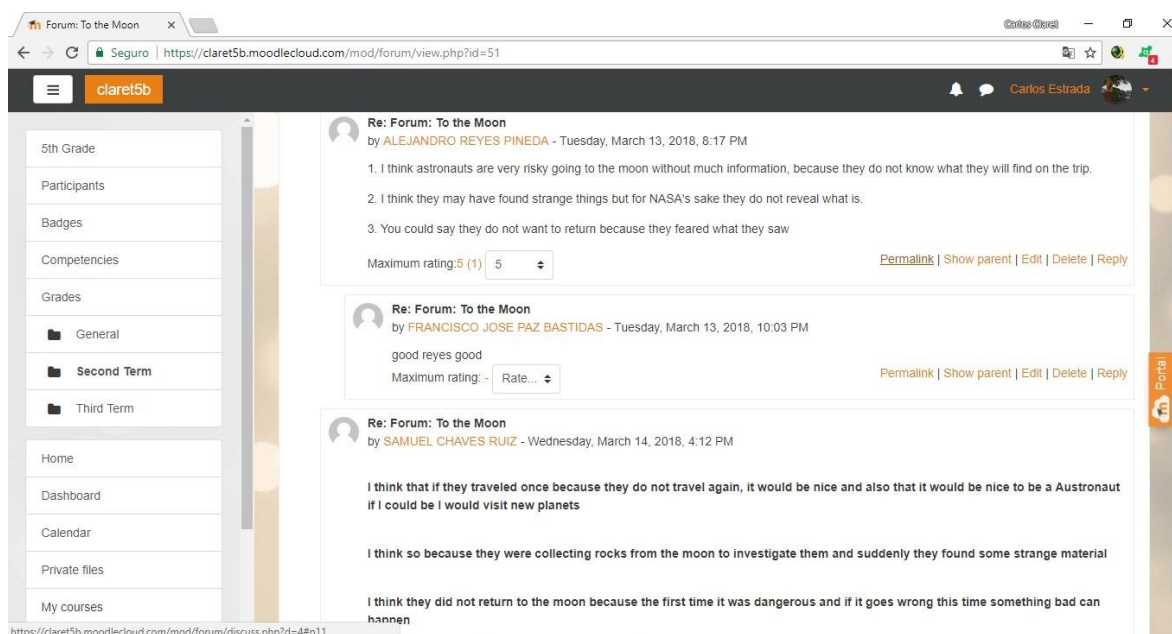 Forum: To the Moon
Carlos Claret
Seguro | https://claret5b.moodlecloud.com/mod/forum/view.php?id=51
claret5b
Carlos Estrada
5th Grade
Participants
Badges
Competencies
Grades
General
Second Term
Third Term
Home
Dashboard
Calendar
Private files
My courses
Re: Forum: To the Moon
by ALEJANDRO REYES PINEDA - Tuesday, March 13, 2018, 8:17 PM
1. I think astronauts are very risky going to the moon without much information, because they do not know what they will find on the trip.
2. I think they may have found strange things but for NASA's sake they do not reveal what is.
3. You could say they do not want to return because they feared what they saw
Maximum rating:5 (1) 5
Permalink | Show parent | Edit | Delete | Reply
Re: Forum: To the Moon
by FRANCISCO JOSE PAZ BASTIDAS - Tuesday, March 13, 2018, 10:03 PM
good reyes good
Maximum rating: - Rate...
Permalink | Show parent | Edit | Delete | Reply
Re: Forum: To the Moon
by SAMUEL CHAVES RUIZ - Wednesday, March 14, 2018, 4:12 PM
I think that if they traveled once because they do not travel again, it would be nice and also that it would be nice to be a Austronaut
if I could be I would visit new planets
I think so because they were collecting rocks from the moon to investigate them and suddenly they found some strange material
I think they did not return to the moon because the first time it was dangerous and if it goes wrong this time something bad can
happen
Portal
https://claret5b.moodlecloud.com/mod/forum/discuss.php?d=4#p11